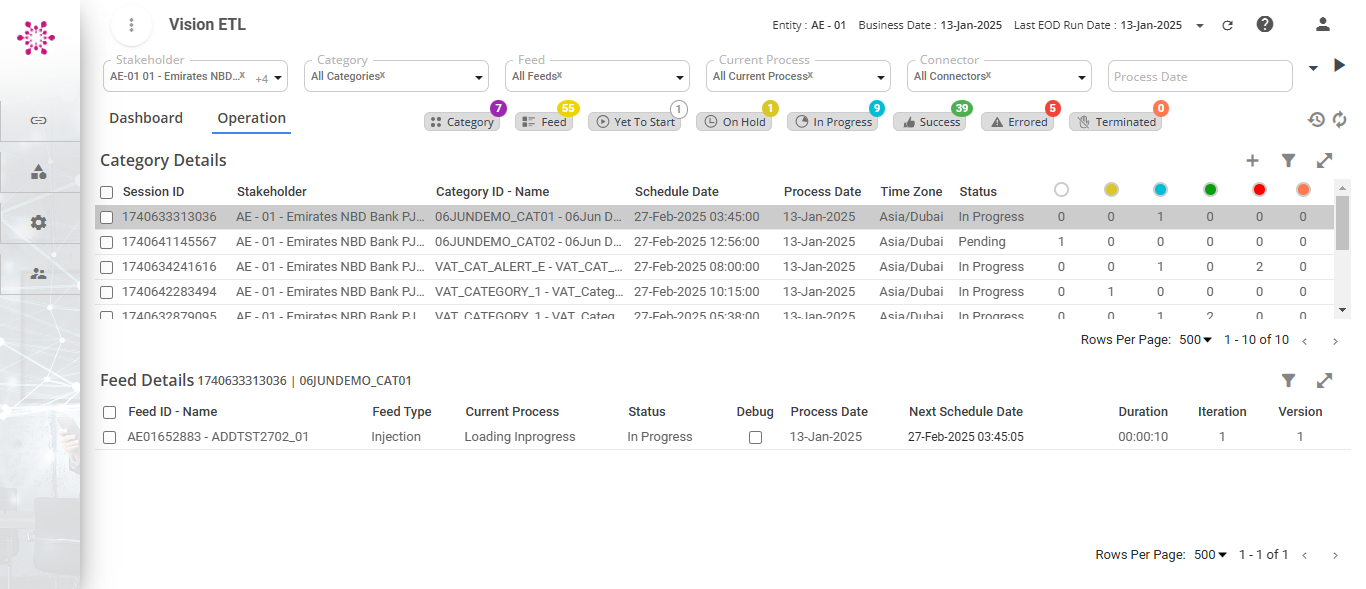 Vision ETL
Entity : AE - 01 Business Date : 13-Jan-2025 Last EOD Run Date : 13-Jan-2025
Stakeholder Category Feed Current Process Connector
AE-01 01 - Emirates NBD...x +4 All Categoriesx All Feedsx All Current Processx All Connectorsx Process Date
7 55 1 1 9 39 5 0
Dashboard Operation Category Feed Yet To Start On Hold In Progress Success Errored Terminated
Category Details
Session ID Stakeholder Category ID - Name Schedule Date Process Date Time Zone Status
1740633313036 AE - 01 - Emirates NBD Bank PJ... 06JUNDEMO_CAT01 - 06Jun D... 27-Feb-2025 03:45:00 13-Jan-2025 Asia/Dubai In Progress 0 0 1 0 0 0
1740641145567 AE - 01 - Emirates NBD Bank PJ... 06JUNDEMO_CAT02 - 06Jun D... 27-Feb-2025 12:56:00 13-Jan-2025 Asia/Dubai Pending 1 0 0 0 0 0
1740634241616 AE - 01 - Emirates NBD Bank PJ... VAT_CAT_ALERT_E - VAT_CAT_... 27-Feb-2025 08:00:00 13-Jan-2025 Asia/Dubai In Progress 0 0 1 0 2 0
1740642283494 AE - 01 - Emirates NBD Bank PJ... VAT_CATEGORY_1 - VAT_Categ... 27-Feb-2025 10:15:00 13-Jan-2025 Asia/Dubai In Progress 0 1 0 0 0 0
1740632879095 AE - 01 - Emirates NBD Bank PJ... VAT_CATEGORY_1 - VAT_Categ... 27-Feb-2025 05:38:00 13-Jan-2025 Asia/Dubai In Progress 0 0 1 2 0 0
Rows Per Page: 500 1 - 10 of 10
Feed Details 1740633313036 | 06JUNDEMO_CAT01
Feed ID - Name Feed Type Current Process Status Debug Process Date Next Schedule Date Duration Iteration Version
AE01652883 - ADDTST2702_01 Injection Loading Inprogress In Progress 13-Jan-2025 27-Feb-2025 03:45:05 00:00:10 1 1
Rows Per Page: 500 1 - 1 of 1